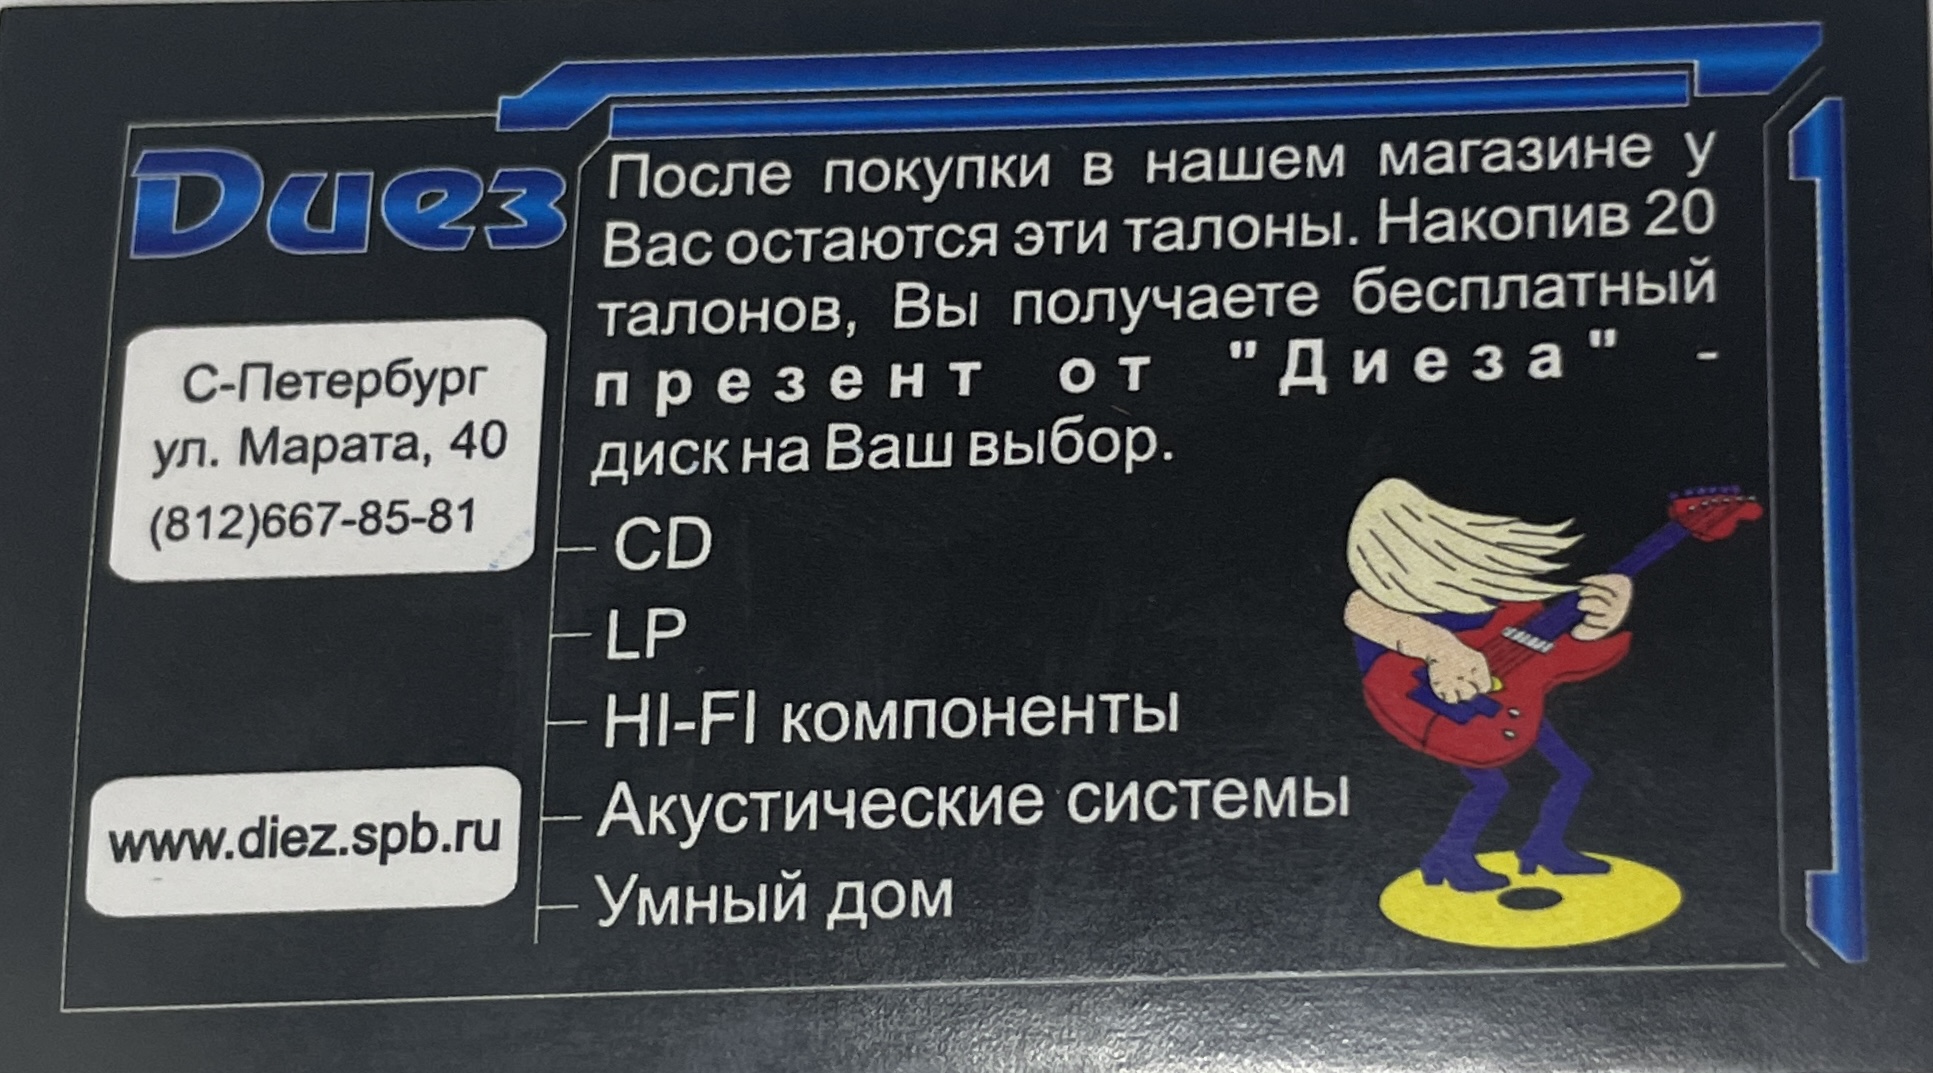 Диез
С-Петербург
ул. Марата, 40
(812)667-85-81
www.diez.spb.ru
После покупки в нашем магазине у
Вас остаются эти талоны. Накопив 20
талонов, Вы получаете бесплатный
презент от "Диеза" -
диск на Ваш выбор.
CD
LP
HI-FI компоненты
Акустические системы
Умный дом